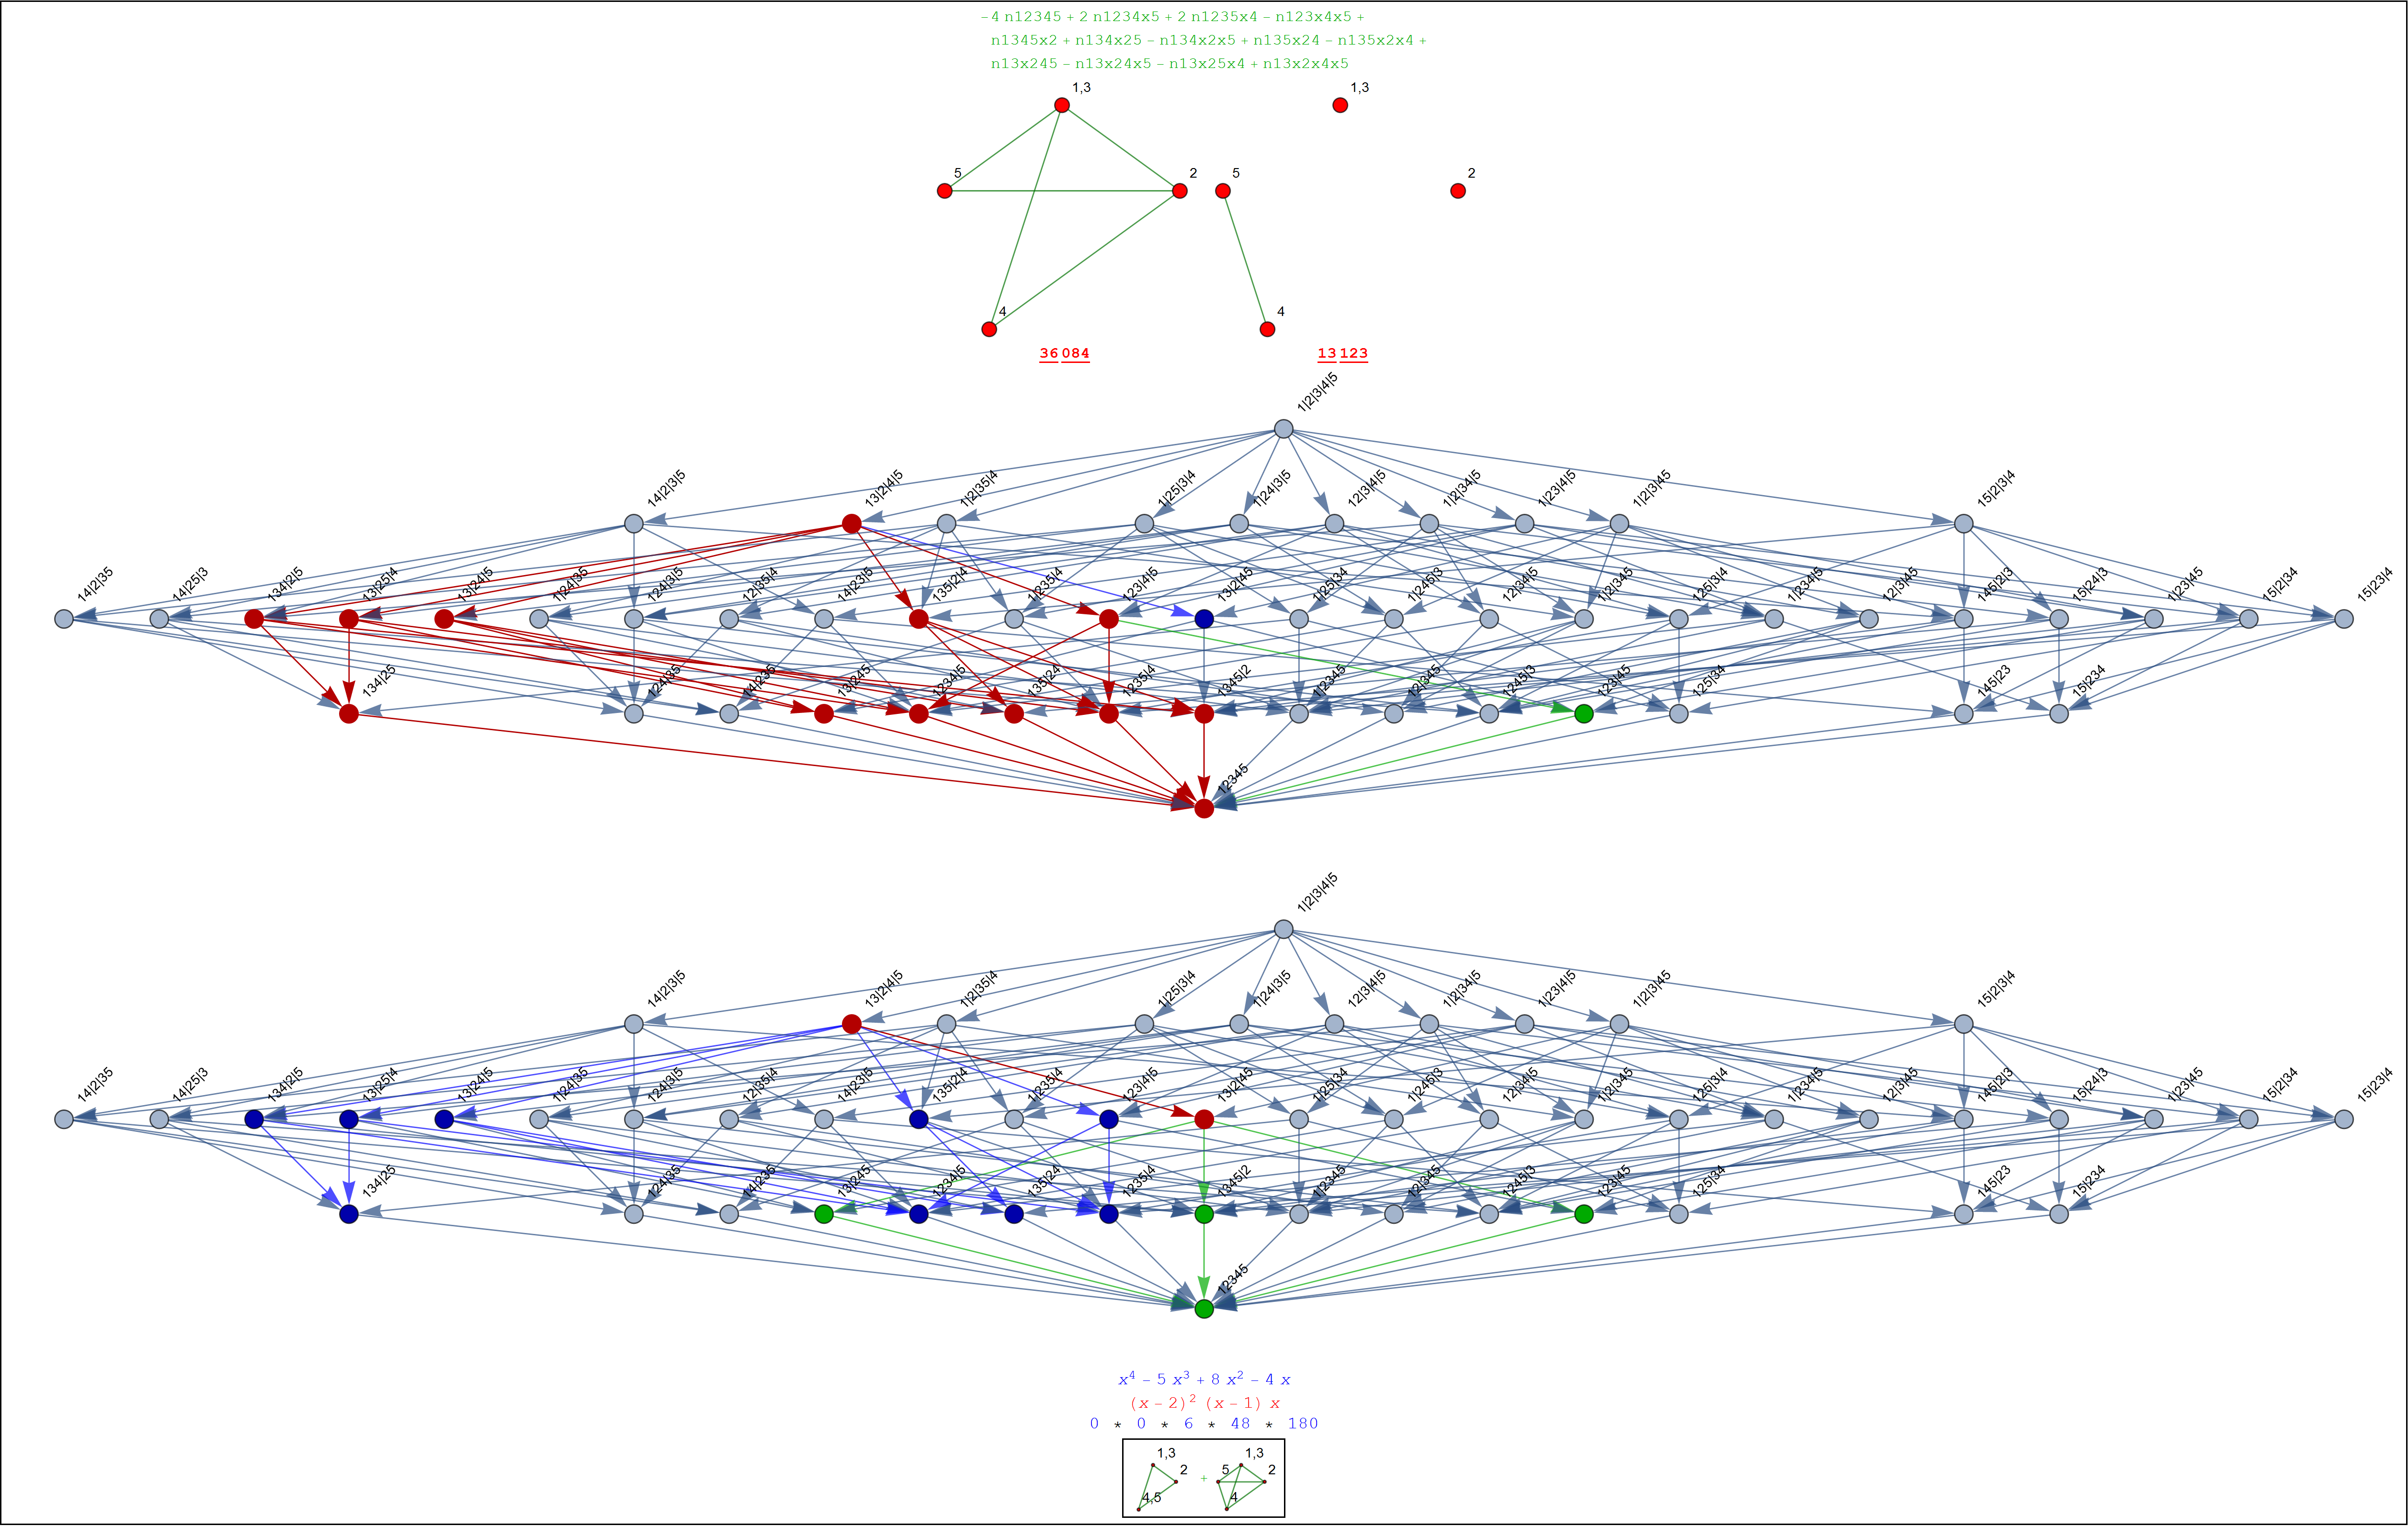 -4 n12345 + 2 n1234x5 + 2 n1235x4 - n123x4x5 +
n1345x2 + n134x25 - n134x2x5 + n135x24 - n135x2x4 +
n13x245 - n13x24x5 - n13x25x4 + n13x2x4x5
1,3 1,3
5 2 5 2
4 4
36 084 13 123
1|2|3|4|5
14|2|3|5 13|2|4|5 1|2|35|4 1|25|3|4 1|24|3|5 12|3|4|5 1|2|34|5 1|23|4|5 1|2|3|45 15|2|3|4
14|2|35 14|25|3 134|2|5 13|25|4 13|24|5 1|24|35 124|3|5 12|35|4 14|23|5 135|2|4 1|235|4 123|4|5 13|2|45 1|25|34 1|245|3 12|34|5 1|2|345 125|3|4 1|234|5 12|3|45 145|2|3 15|24|3 1|23|45 15|2|34 15|23|4
134|25 124|35 14|235 13|245 1234|5 135|24 1235|4 1345|2 1|2345 12|345 1245|3 123|45 125|34 145|23 15|234
12345
1|2|3|4|5
14|2|3|5 13|2|4|5 1|2|35|4 1|25|3|4 1|24|3|5 12|3|4|5 1|2|34|5 1|23|4|5 1|2|3|45 15|2|3|4
14|2|35 14|25|3 134|2|5 13|25|4 13|24|5 1|24|35 124|3|5 12|35|4 14|23|5 135|2|4 1|235|4 123|4|5 13|2|45 1|25|34 1|245|3 12|34|5 1|2|345 125|3|4 1|234|5 12|3|45 145|2|3 15|24|3 1|23|45 15|2|34 15|23|4
134|25 124|35 14|235 13|245 1234|5 135|24 1235|4 1345|2 1|2345 12|345 1245|3 123|45 125|34 145|23 15|234
12345
x⁴ - 5 x³ + 8 x² - 4 x
(x - 2)² (x - 1) x
0 * 0 * 6 * 48 * 180
1,3 1,3
2 + 5 2
4,5 4